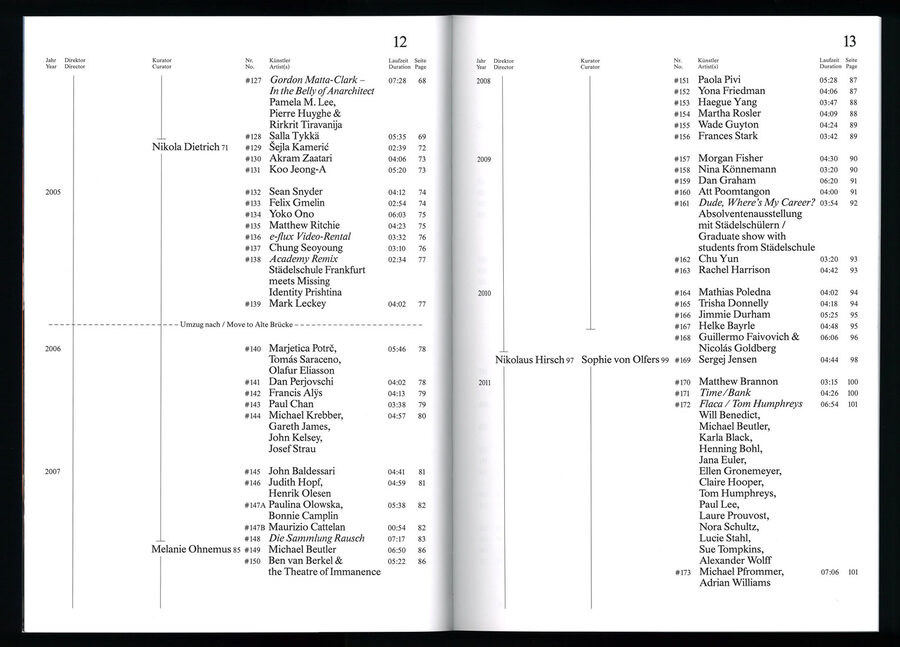 12
Jahr Direktor Kurator Nr. Künstler Laufzeit Seite
Year Director Curator No. Artist(s) Duration Page
#127 Gordon Matta-Clark – 07:28 68
In the Belly of Anarchitect
Pamela M. Lee,
Pierre Huyghe &
Rirkrit Tiravanija
#128 Salla Tykkä 05:35 69
Nikola Dietrich 71 #129 Šejla Kamerić 02:39 72
#130 Akram Zaatari 04:06 73
#131 Koo Jeong-A 05:20 73
2005 #132 Sean Snyder 04:12 74
#133 Felix Gmelin 02:54 74
#134 Yoko Ono 06:03 75
#135 Matthew Ritchie 04:23 75
#136 e-flux Video-Rental 03:32 76
#137 Chung Seoyoung 03:10 76
#138 Academy Remix 02:34 77
Städelschule Frankfurt
meets Missing
Identity Prishtina
#139 Mark Leckey 04:02 77
Umzug nach / Move to Alte Brücke
2006 #140 Marjetica Potrč, 05:46 78
Tomás Saraceno,
Olafur Eliasson
#141 Dan Perjovschi 04:02 78
#142 Francis Alÿs 04:13 79
#143 Paul Chan 03:38 79
#144 Michael Krebber, 04:57 80
Gareth James,
John Kelsey,
Josef Strau
2007 #145 John Baldessari 04:41 81
#146 Judith Hopf, 04:59 81
Henrik Olesen
#147A Paulina Olowska, 05:38 82
Bonnie Camplin
#147B Maurizio Cattelan 00:54 82
#148 Die Sammlung Rausch 07:17 83
Melanie Ohnemus 85 #149 Michael Beutler 06:50 86
#150 Ben van Berkel & 05:22 86
the Theatre of Immanence
13
Jahr Direktor Kurator Nr. Künstler Laufzeit Seite
Year Director Curator No. Artist(s) Duration Page
2008 #151 Paola Pivi 05:28 87
#152 Yona Friedman 04:06 87
#153 Haegue Yang 03:47 88
#154 Martha Rosler 04:09 88
#155 Wade Guyton 04:24 89
#156 Frances Stark 03:42 89
2009 #157 Morgan Fisher 04:30 90
#158 Nina Könnemann 03:20 90
#159 Dan Graham 06:20 91
#160 Att Poomtangon 04:00 91
#161 Dude, Where's My Career? 03:54 92
Absolventenausstellung
mit Städelschülern /
Graduate show with
students from Städelschule
#162 Chu Yun 03:20 93
#163 Rachel Harrison 04:42 93
2010 #164 Mathias Poledna 04:02 94
#165 Trisha Donnelly 04:18 94
#166 Jimmie Durham 05:25 95
#167 Helke Bayrle 04:48 95
#168 Guillermo Faivovich & 06:06 96
Nicolás Goldberg
Nikolaus Hirsch 97 Sophie von Olfers 99 #169 Sergej Jensen 04:44 98
2011 #170 Matthew Brannon 03:15 100
#171 Time/Bank 04:26 100
#172 Flaca / Tom Humphreys 06:54 101
Will Benedict,
Michael Beutler,
Karla Black,
Henning Bohl,
Jana Euler,
Ellen Gronemeyer,
Claire Hooper,
Tom Humphreys,
Paul Lee,
Laure Prouvost,
Nora Schultz,
Lucie Stahl,
Sue Tompkins,
Alexander Wolff
#173 Michael Pfrommer, 07:06 101
Adrian Williams